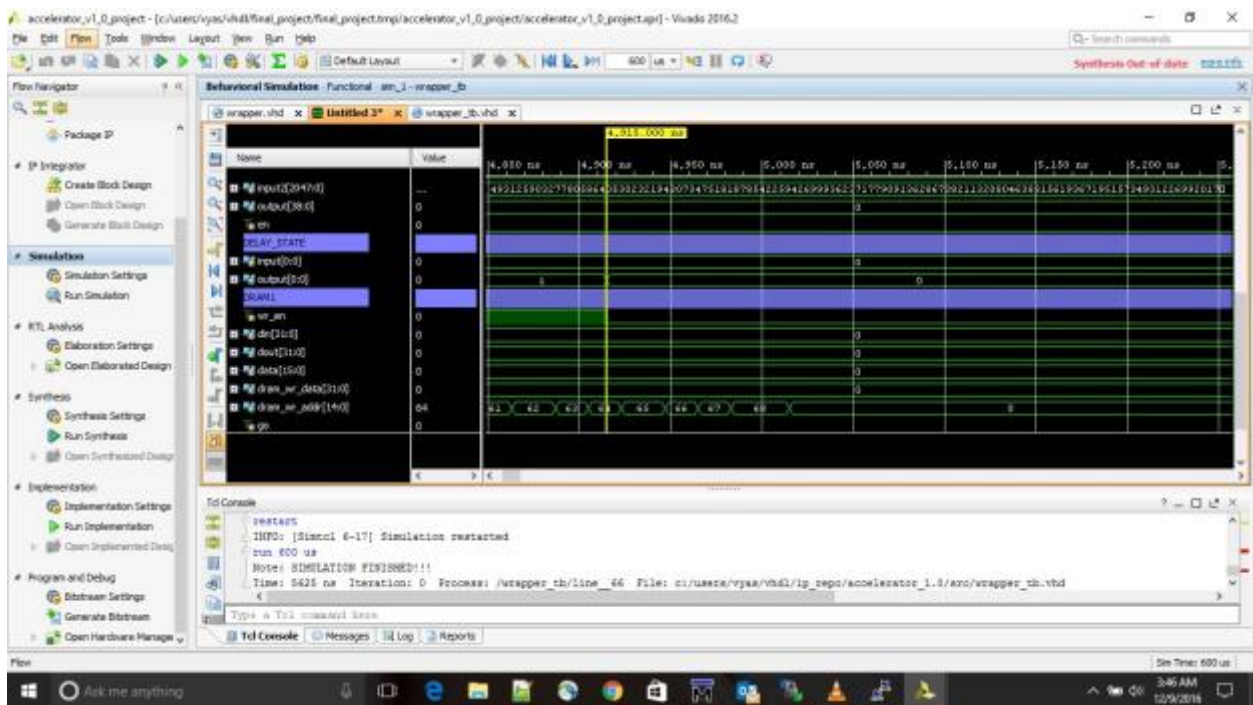 accelerator_v1_0_project - [c:/users/vyas/vhdl/final_project/final_project.tmp/accelerator_v1_0_project/accelerator_v1_0_project.xpr] - Vivado 2016.2
File Edit Flow Tools Window Layout View Run Help
Search commands
Default Layout
600 us
Synthesis Out-of-date
Flow Navigator
Behavioral Simulation - Functional - sim_1 - wrapper_tb
wrapper.vhd x Untitled 3* x wrapper_tb.vhd x
Package IP
IP Integrator
Create Block Design
Open Block Design
Generate Block Design
Simulation
Simulation Settings
Run Simulation
RTL Analysis
Elaboration Settings
Open Elaborated Design
Synthesis
Synthesis Settings
Run Synthesis
Open Synthesized Design
Implementation
Implementation Settings
Run Implementation
Open Implemented Desig
Program and Debug
Bitstream Settings
Generate Bitstream
Open Hardware Manager
4,915.000 ns
Name Value
4,850 ns 4,900 ns 4,950 ns 5,000 ns 5,050 ns 5,100 ns 5,150 ns 5,200 ns 5,
input2[2047:0] ...
output[38:0] 0 0
en 0
DELAY_STATE
input[0:0] 0 0
output[0:0] 0 1 0
DRAM1
wr_en 0
din[31:0] 0 0
dout[31:0] 0 0
data[15:0] 0 0
dram_wr_data[31:0] 0 0
dram_wr_addr[14:0] 64 61 62 63 64 65 66 67 68 0
go 0
Tcl Console
restart
INFO: [Simtcl 6-17] Simulation restarted
run 600 us
Note: SIMULATION FINISHED!!!
Time: 5625 ns Iteration: 0 Process: /wrapper_tb/line__66 File: c:/users/vyas/vhdl/ip_repo/accelerator_1.0/src/wrapper_tb.vhd
Type a Tcl command here
Tcl Console Messages Log Reports
Flow
Sim Time: 600 us
Ask me anything
3:46 AM
12/9/2016